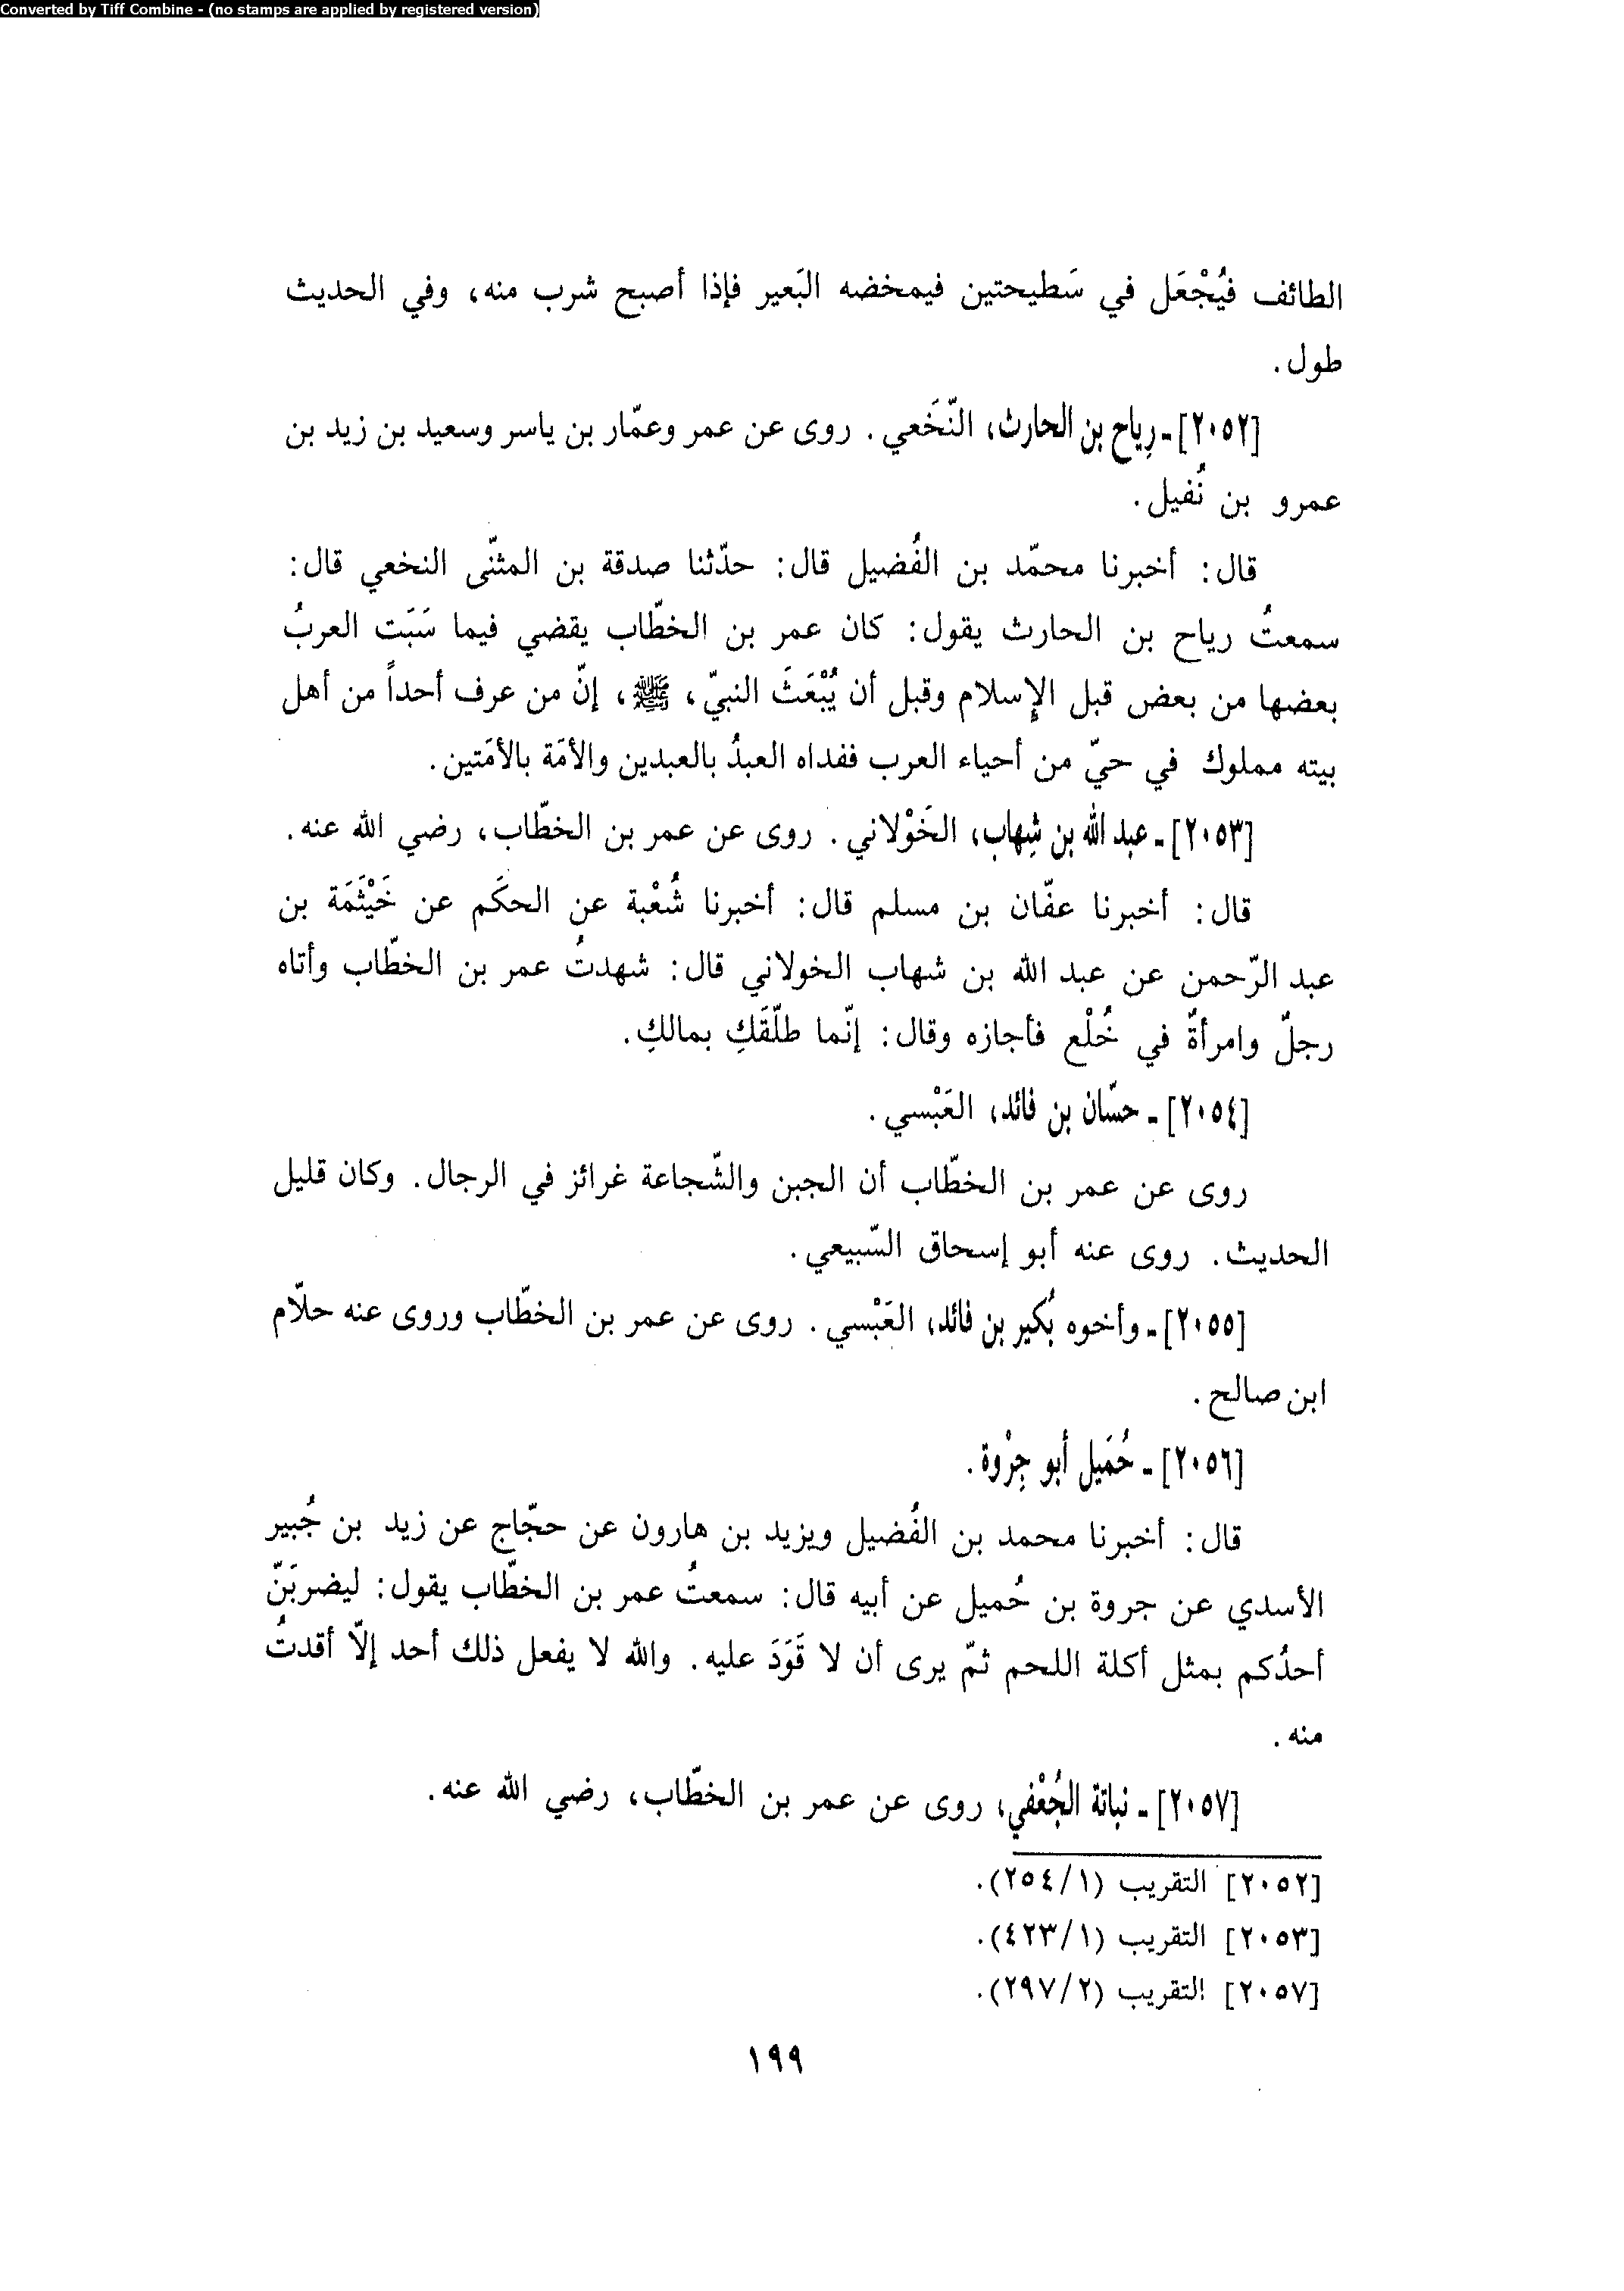 Converted by Tiff Combine - (no stamps are applied by registered version)
الطائف فيُجْعَل في سَطيحتين فيمخضه البَعير فإذا أصبح شرب منه، وفي الحديث
طول.
[٢٠٥٢]ـ رِياح بن الحارث، النّخَعي. روى عن عمر وعمّار بن ياسر وسعيد بن زيد بن
عمرو بن نُفيل.
قال: أخبرنا محمّد بن الفُضيل قال: حدّثنا صدقة بن المثنّى النخعي قال:
سمعتُ رياح بن الحارث يقول: كان عمر بن الخطّاب يقضي فيما سَبَت العربُ
بعضها من بعض قبل الإسلام وقبل أن يُبْعَثَ النبيّ، ﷺ، إنّ من عرف أحداً من أهل
بيته مملوك في حيّ من أحياء العرب ففداه العبدُ بالعبدين والأمَة بالأمَتين.
[٢٠٥٣]ـ عبد الله بن شِهاب، الخَوْلاني. روى عن عمر بن الخطّاب، رضي الله عنه.
قال: أخبرنا عفّان بن مسلم قال: أخبرنا شُعْبة عن الحكَم عن خَيْثَمَة بن
عبد الرّحمن عن عبد الله بن شهاب الخولاني قال: شهدتُ عمر بن الخطّاب وأتاه
رجلٌ وامرأةٌ في خُلْع فأجازه وقال: إنّما طلّقَكِ بمالكِ.
[٢٠٥٤]ـ حسّان بن فائد، العَبْسي.
روى عن عمر بن الخطّاب أن الجبن والشّجاعة غرائز في الرجال. وكان قليل
الحديث. روى عنه أبو إسحاق السّبيعي.
[٢٠٥٥]ـ وأخوه بُكير بن فائد، العَبْسي. روى عن عمر بن الخطّاب وروى عنه حلّام
ابن صالح.
[٢٠٥٦]ـ حُمَيل أبو جِرْوة.
قال: أخبرنا محمد بن الفُضيل ويزيد بن هارون عن حجّاج عن زيد بن جُبير
الأسدي عن جروة بن حُميل عن أبيه قال: سمعتُ عمر بن الخطّاب يقول: ليضربَنّ
أحدُكم بمثل أكلة اللحم ثمّ يرى أن لا قَوَدَ عليه. والله لا يفعل ذلك أحد إلّا أقدتُ
منه.
[٢٠٥٧]ـ نباتة الجُعْفي، روى عن عمر بن الخطّاب، رضي الله عنه.
[٢٠٥٢] التقريب (٢٥٤/١).
[٢٠٥٣] التقريب (٤٢٣/١).
[٢٠٥٧] التقريب (٢٩٧/٢).
١٩٩